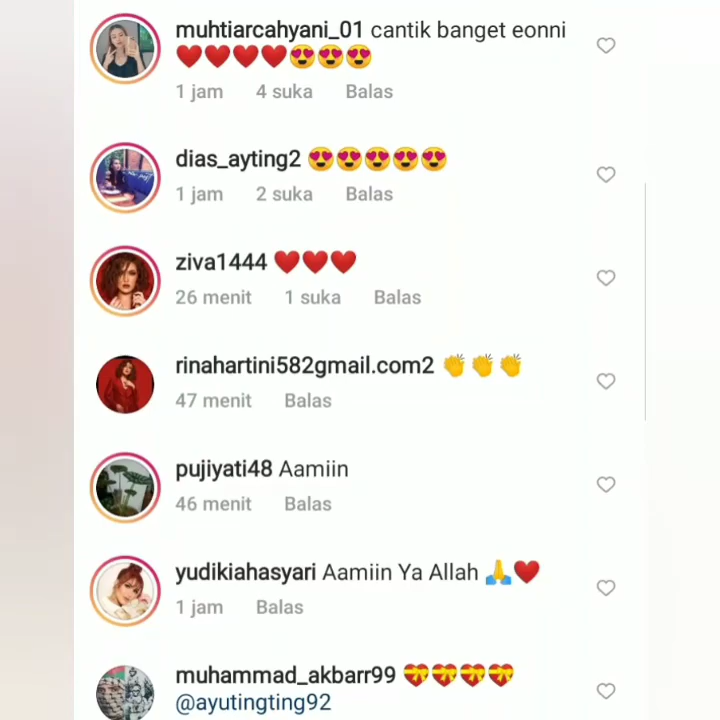 muhtiarcahyani_01 cantik banget eonni
❤️❤️❤️❤️😍😍😍
1 jam 4 suka Balas
dias_ayting2 😍😍😍😍😍
1 jam 2 suka Balas
ziva1444 ❤️❤️❤️
26 menit 1 suka Balas
rinahartini582gmail.com2 👏👏👏
47 menit Balas
pujiyati48 Aamiin
46 menit Balas
yudikiahasyari Aamiin Ya Allah 🙏❤️
1 jam Balas
muhammad_akbarr99 💝💝💝💝
@ayutingting92